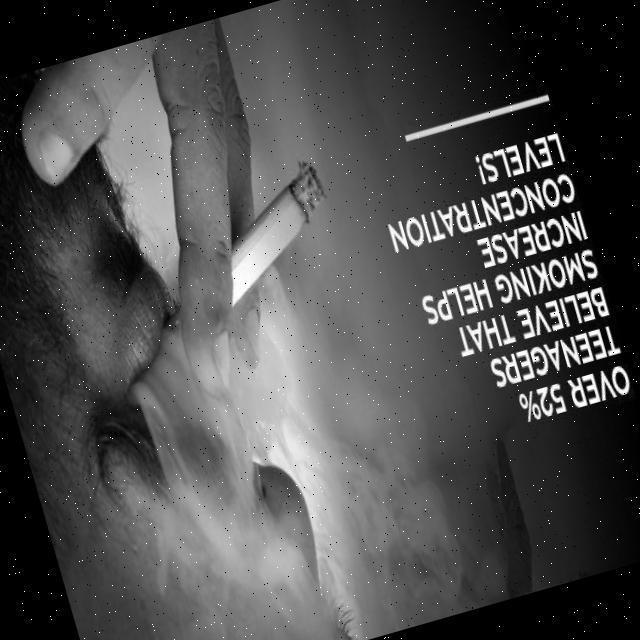 OVER 52%
TEENAGERS
BELIEVE THAT
SMOKING HELPS
INCREASE
CONCENTRATION
LEVELS!